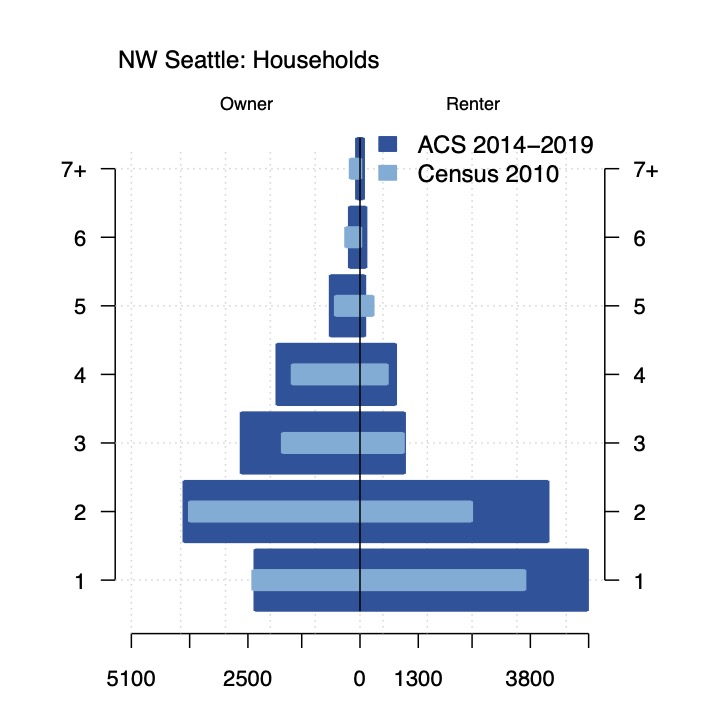 NW Seattle: Households
Owner Renter
ACS 2014–2019
Census 2010
7+ 7+
6 6
5 5
4 4
3 3
2 2
1 1
5100 2500 0 1300 3800